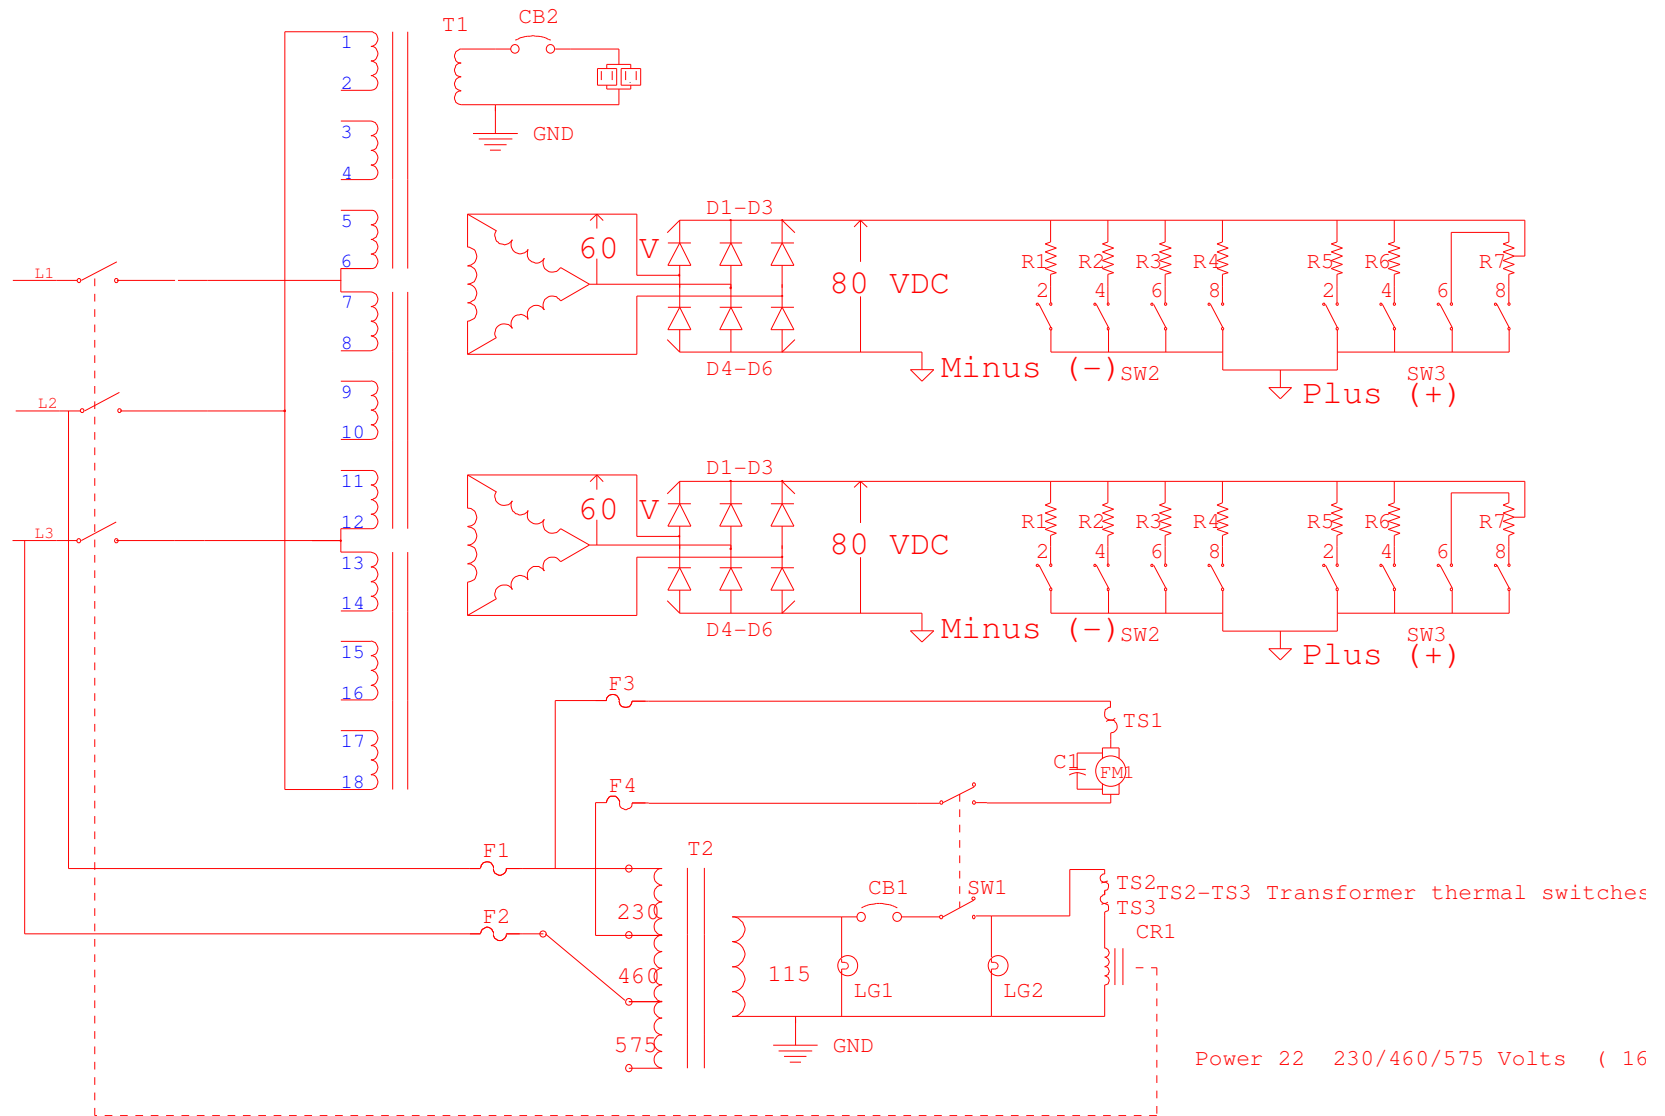 T1 CB2
1
2
GND
3
4
5
6
L1
60 V
D1-D3
80 VDC
R1 R2 R3 R4 R5 R6 R7
2 4 6 8 2 4 6 8
7
8
D4-D6
Minus (-) SW2
SW3
Plus (+)
9
10
L2
11
12
L3
60 V
D1-D3
80 VDC
R1 R2 R3 R4 R5 R6 R7
2 4 6 8 2 4 6 8
13
14
D4-D6
Minus (-) SW2
SW3
Plus (+)
15
16
17
18
F3
TS1
C1
FM1
F4
F1
T2
F2
230
460
575
115
CB1
SW1
LG1
LG2
GND
TS2
TS3
TS2-TS3 Transformer thermal switches
CR1
Power 22 230/460/575 Volts ( 16